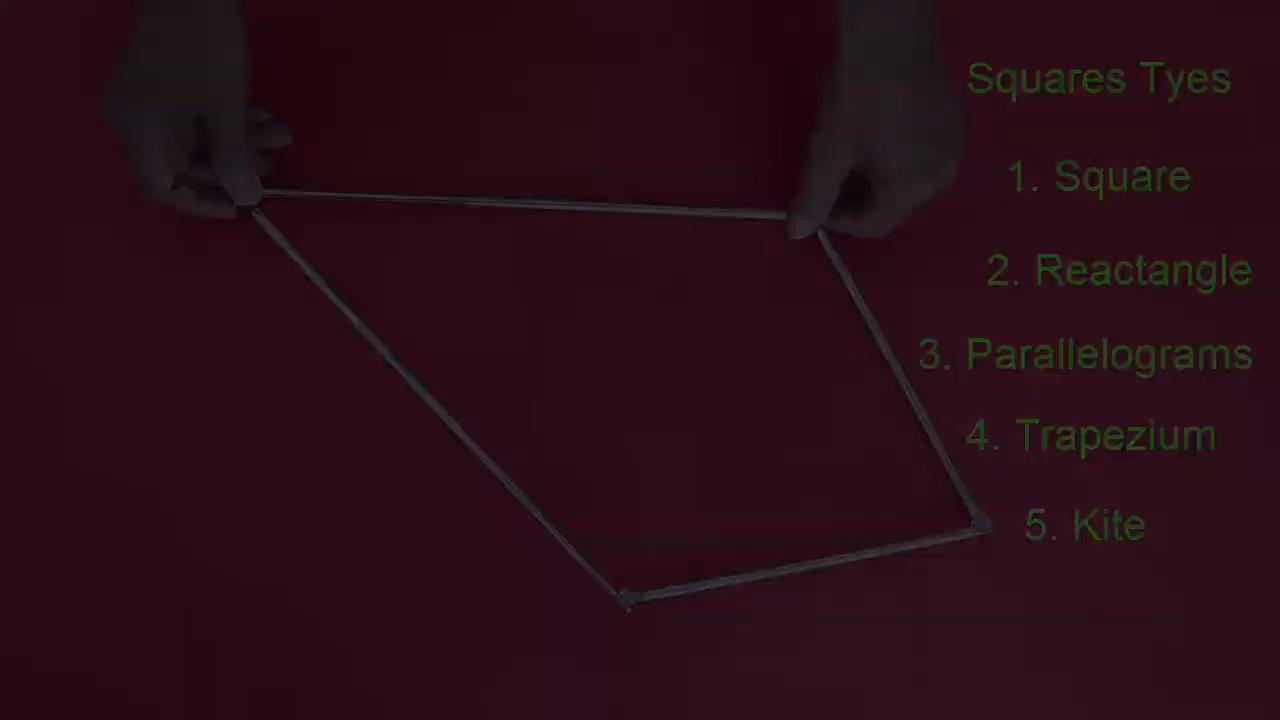 Squares Tyes
1. Square
2. Reactangle
3. Parallelograms
4. Trapezium
5. Kite